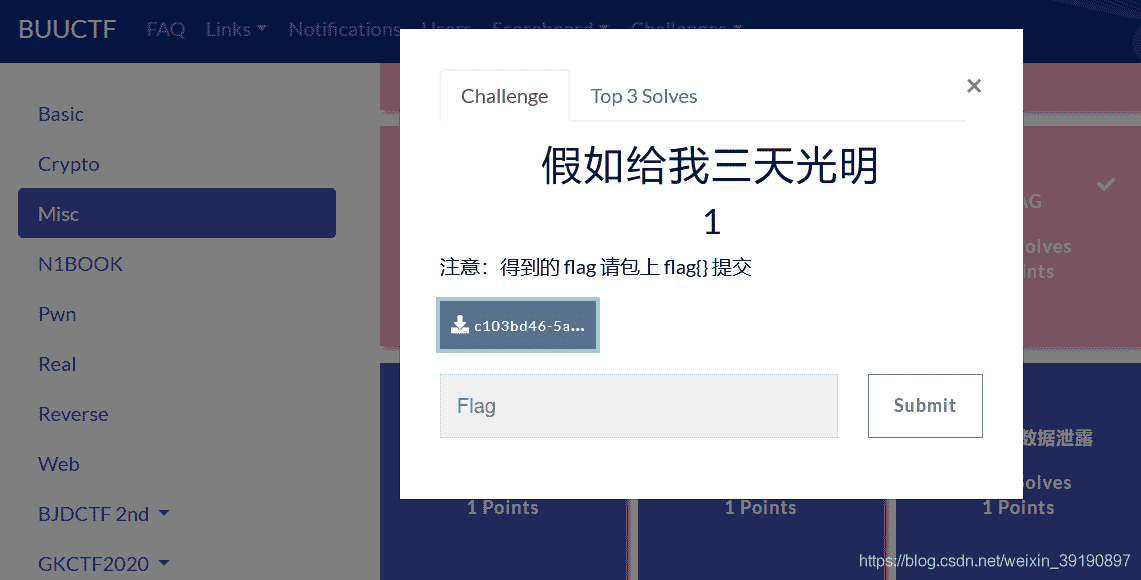 BUUCTF FAQ Links Notifications Users Scoreboard Challenges
Basic
Crypto
Misc
N1BOOK
Pwn
Real
Reverse
Web
BJDCTF 2nd
GKCTF2020
Challenge Top 3 Solves ×
假如给我三天光明
1
注意：得到的 flag 请包上 flag{} 提交
c103bd46-5a...
Flag
Submit
AG
olves
nts
数据泄露
olves
1 Points 1 Points 1 Points
https://blog.csdn.net/weixin_39190897